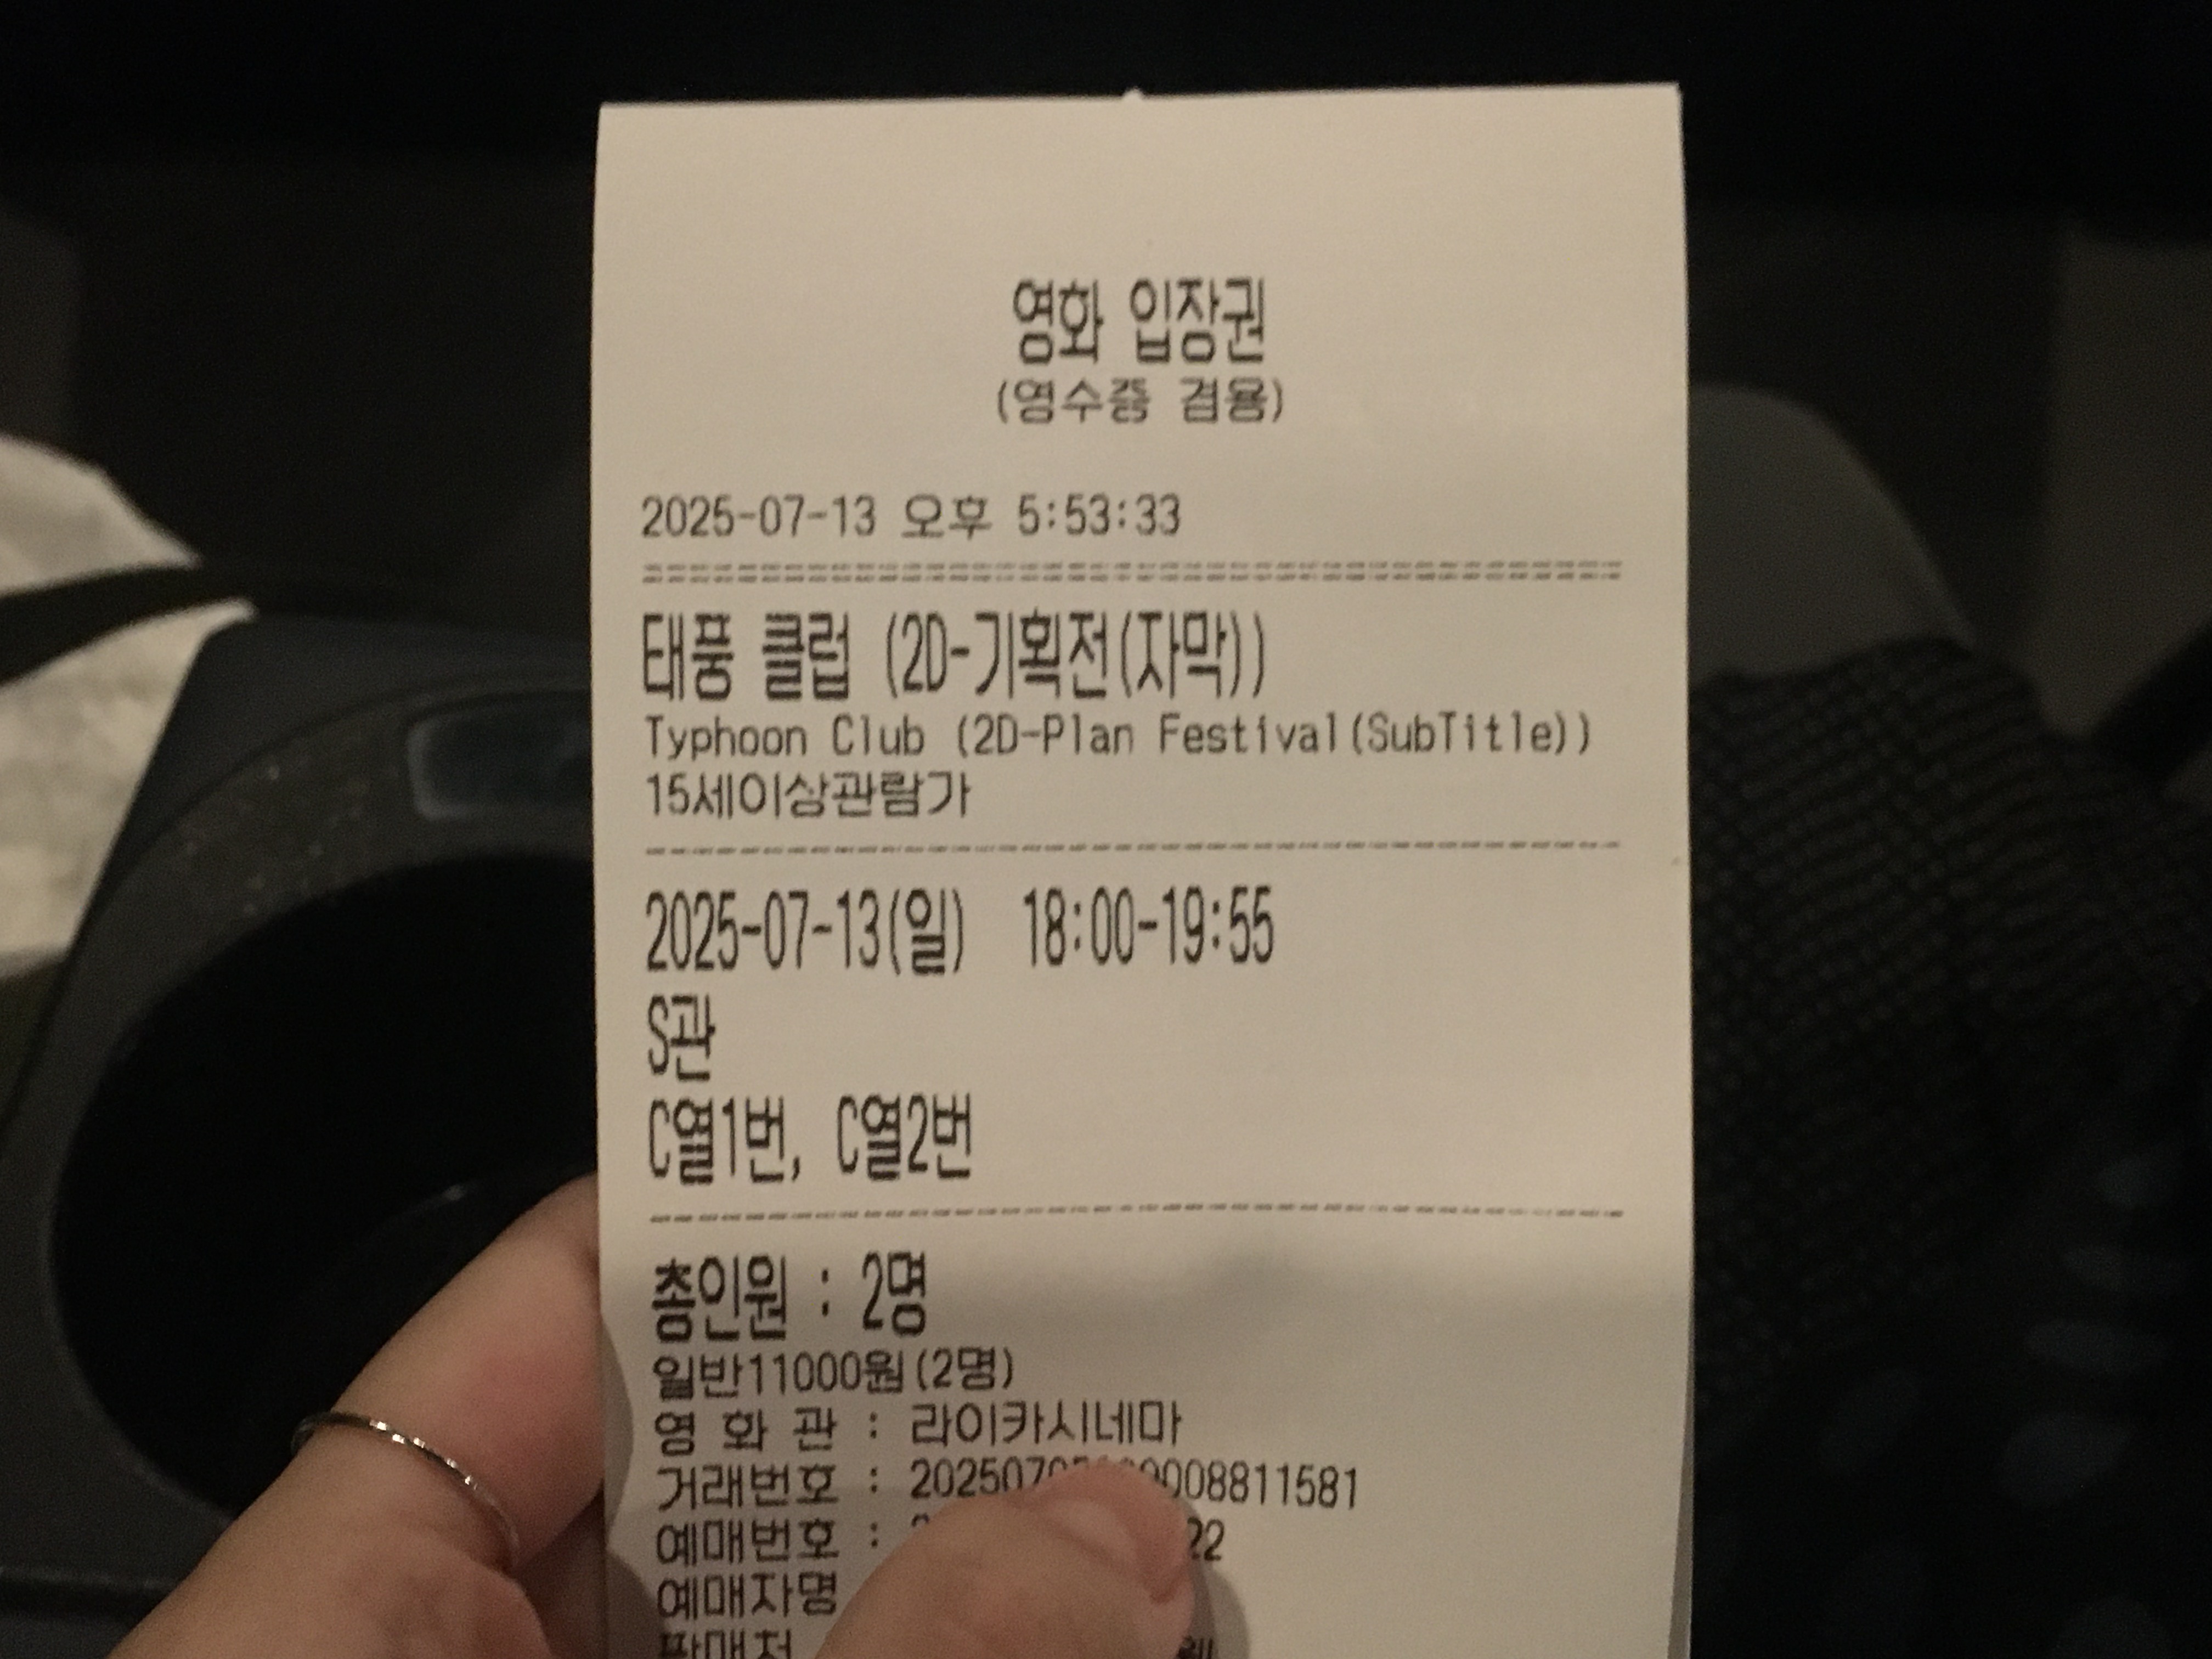 영화 입장권
(영수증 겸용)
2025-07-13 오후 5:53:33
태풍 클럽 (2D-기획전(자막))
Typhoon Club (2D-Plan Festival(SubTitle))
15세이상관람가
2025-07-13(일) 18:00-19:55
S관
C열1번, C열2번
총인원 : 2명
일반11000원(2명)
영 화 관 : 라이카시네마
거래번호 :
예매번호 :
예매자명
판매처